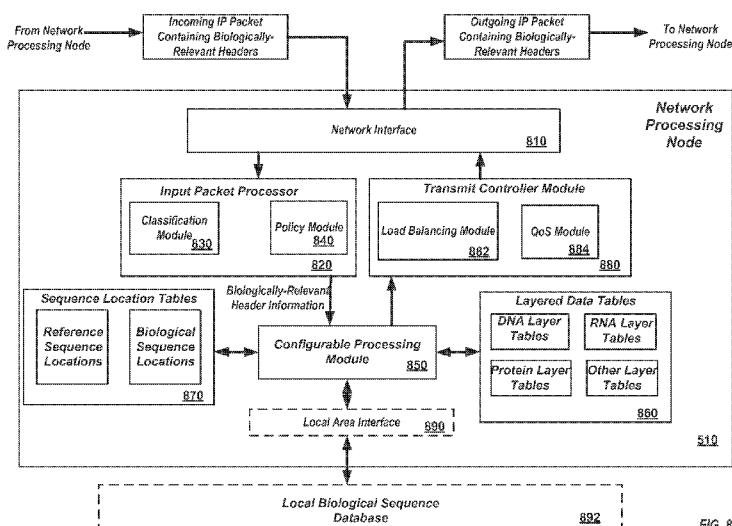 From Network
Processing Node
Incoming IP Packet
Containing Biologically-
Relevant Headers
Outgoing IP Packet
Containing Biologically-
Relevant Headers
To Network
Processing Node
Network
Processing
Node
Network Interface
810
Input Packet Processor
Classification
Module
830
Policy Module
840
820
Transmit Controller Module
Load Balancing Module
882
QoS Module
884
880
Biologically-Relevant
Header Information
Sequence Location Tables
Reference
Sequence
Locations
Biological
Sequence
Locations
870
Configurable Processing
Module
850
Layered Data Tables
DNA Layer
Tables
RNA Layer
Tables
Protein Layer
Tables
Other Layer
Tables
860
Local Area Interface
890
510
Local Biological Sequence
Database
892
FIG. 8